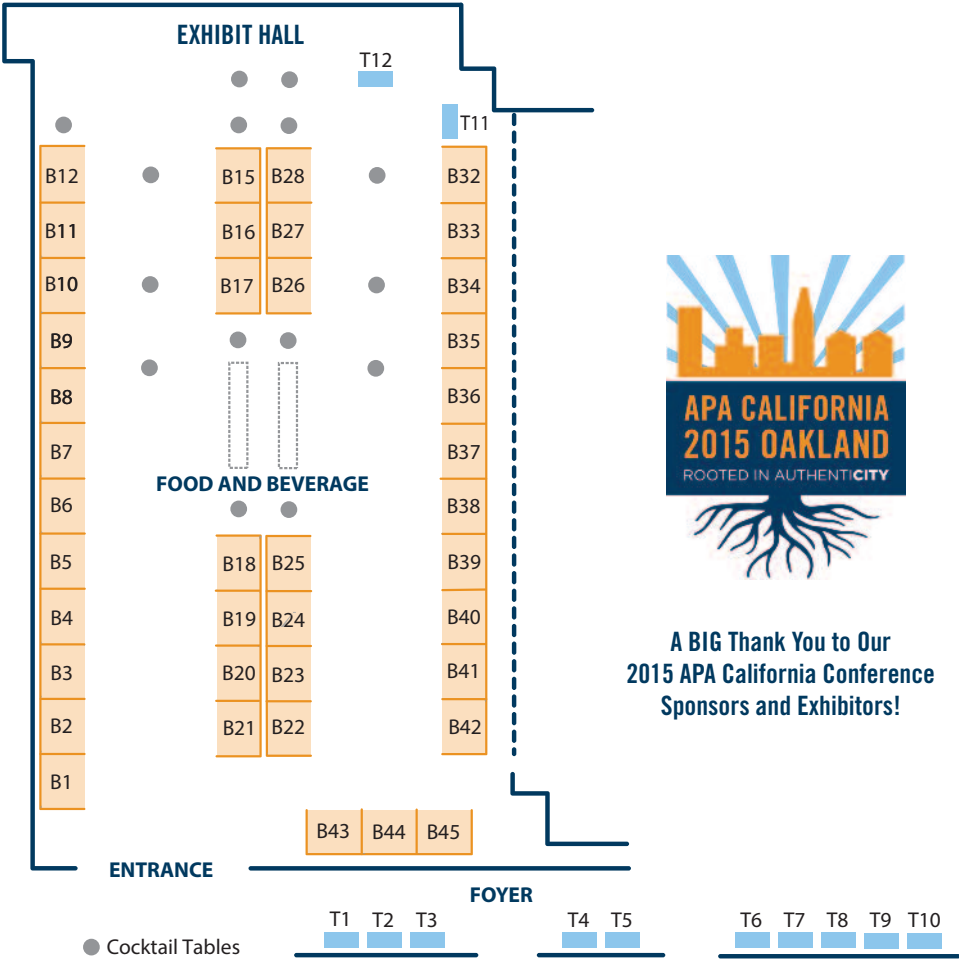 EXHIBIT HALL
T12
T11
B12
B15 B28
B32
B11
B16 B27
B33
B10
B17 B26
B34
B9
B35
B8
B36
B7
B37
FOOD AND BEVERAGE
B6
B38
B5
B18 B25
B39
B4
B19 B24
B40
B3
B20 B23
B41
B2
B21 B22
B42
B1
B43 B44 B45
ENTRANCE
FOYER
T1 T2 T3
T4 T5
T6 T7 T8 T9 T10
Cocktail Tables
APA CALIFORNIA
2015 OAKLAND
ROOTED IN AUTHENTICITY
A BIG Thank You to Our
2015 APA California Conference
Sponsors and Exhibitors!